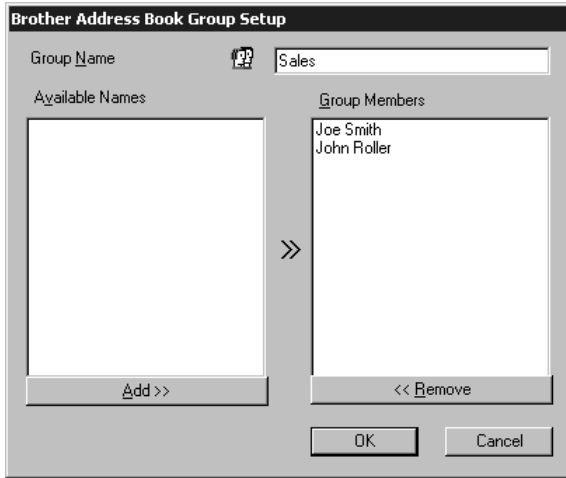 Brother Address Book Group Setup
Group Name
Sales
Available Names
Group Members
Joe Smith
John Roller
>>
Add >>
<< Remove
OK
Cancel